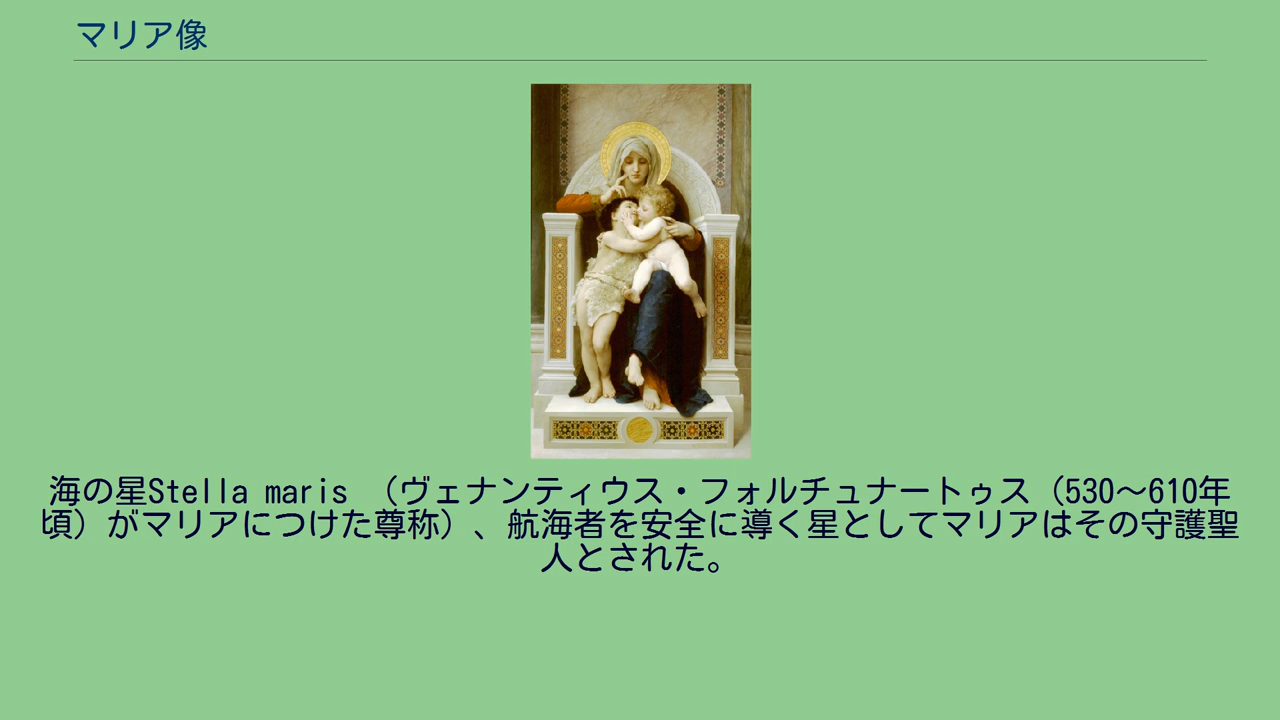 マリア像
海の星Stella maris （ヴェナンティウス・フォルチュナートゥス（530～610年
頃）がマリアにつけた尊称）、航海者を安全に導く星としてマリアはその守護聖
人とされた。